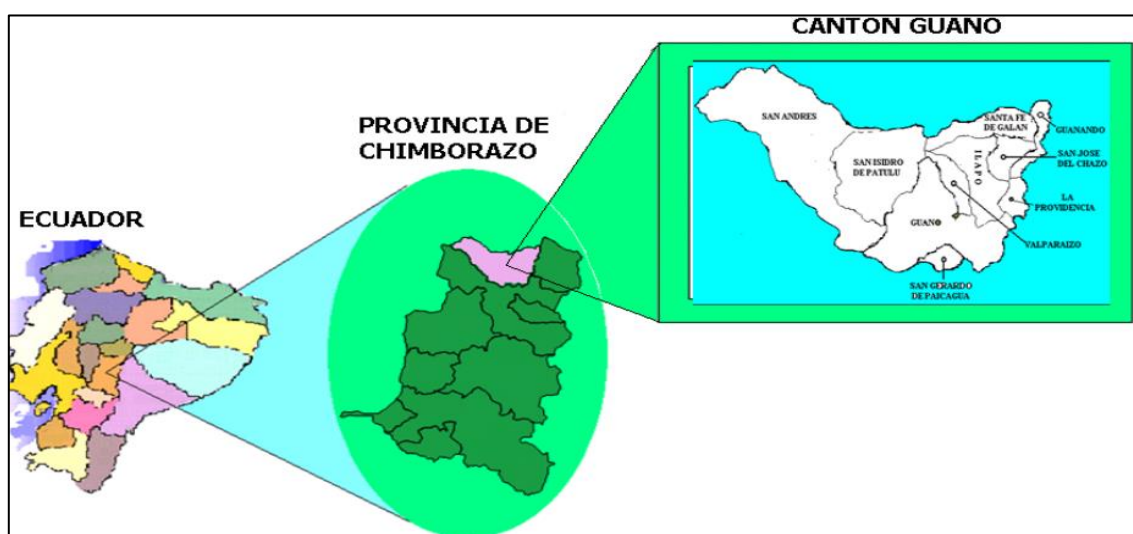 ECUADOR
PROVINCIA DE
CHIMBORAZO
CANTON GUANO
SAN ANDRES
SAN ISIDRO
DE PATULU
SANTA FE
DE GALAN
GUANANDO
ILAPO
SAN JOSE
DEL CHAZO
LA
PROVIDENCIA
GUANO
VALPARAIZO
SAN GERARDO
DE PAICAGUA